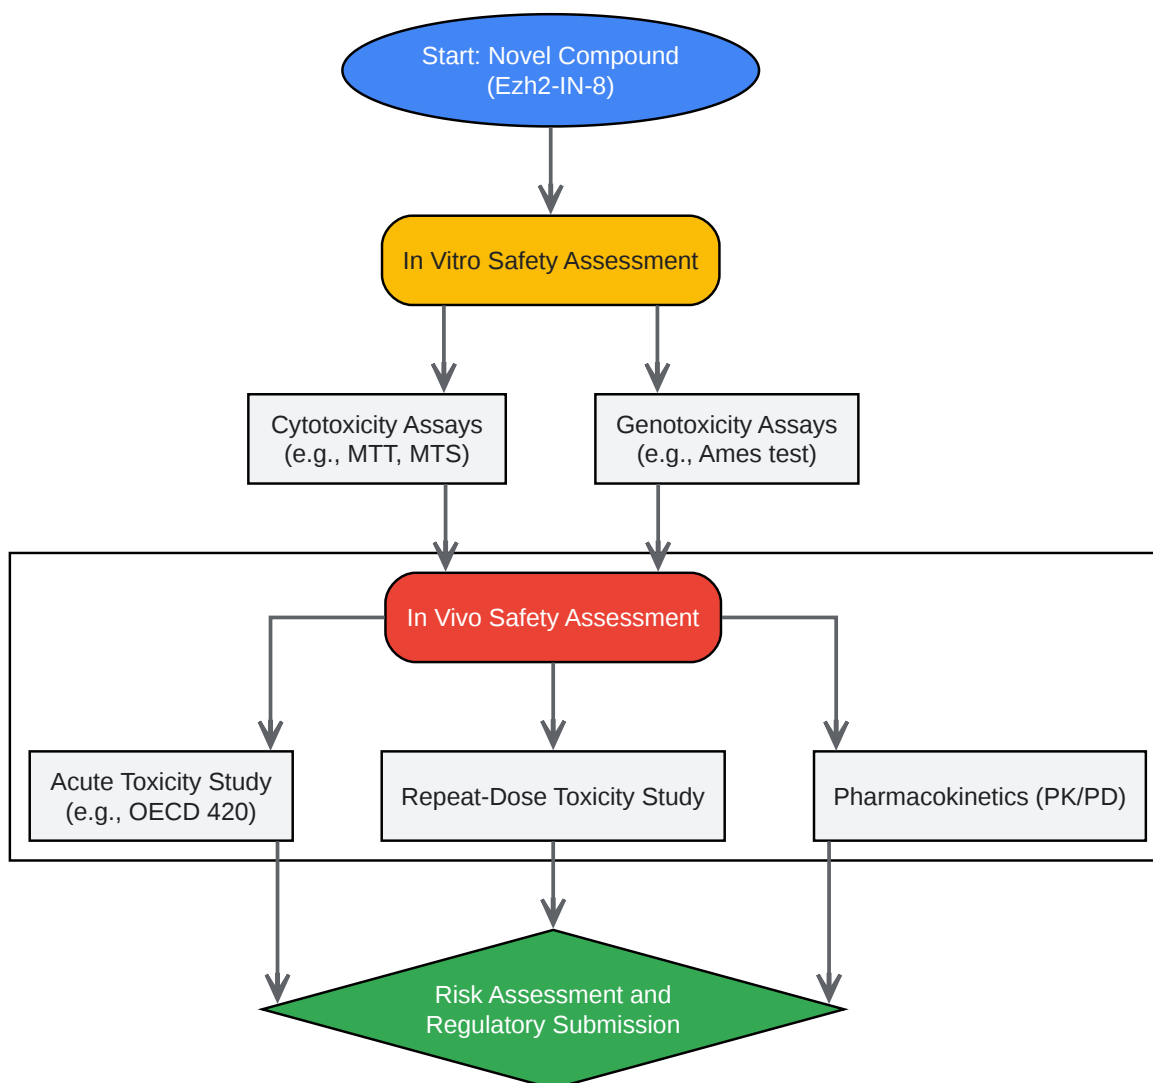 Start: Novel Compound
(Ezh2-IN-8)
In Vitro Safety Assessment
Cytotoxicity Assays
(e.g., MTT, MTS)
Genotoxicity Assays
(e.g., Ames test)
In Vivo Safety Assessment
Acute Toxicity Study
(e.g., OECD 420)
Repeat-Dose Toxicity Study
Pharmacokinetics (PK/PD)
Risk Assessment and
Regulatory Submission